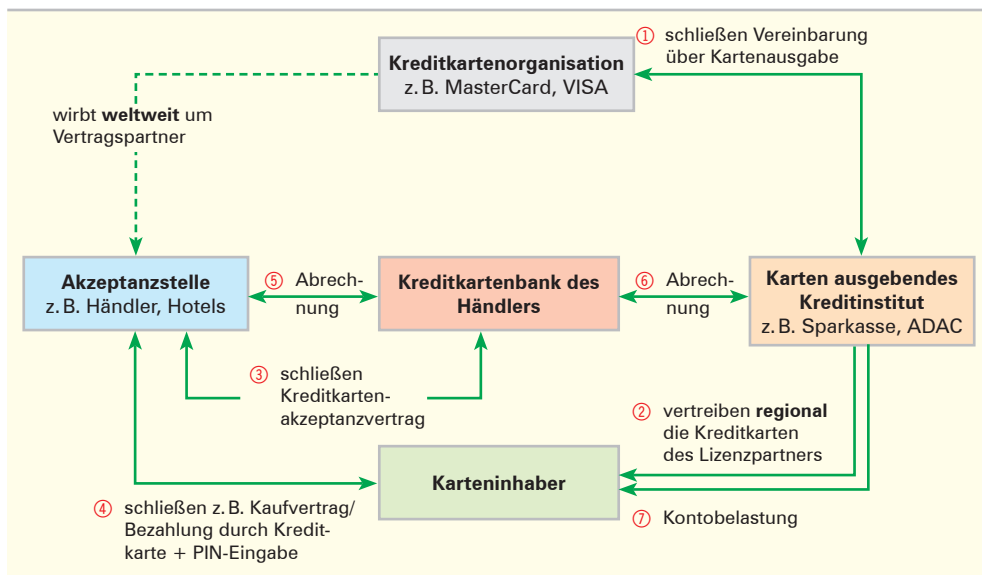 ① schließen Vereinbarung
über Kartenausgabe
Kreditkartenorganisation
z. B. MasterCard, VISA
wirbt weltweit um
Vertragspartner
Akzeptanzstelle
z. B. Händler, Hotels
⑤ Abrech-
nung
Kreditkartenbank des
Händlers
⑥ Abrech-
nung
Karten ausgebendes
Kreditinstitut
z. B. Sparkasse, ADAC
③ schließen
Kreditkarten-
akzeptanzvertrag
② vertreiben regional
die Kreditkarten
des Lizenzpartners
Karteninhaber
④ schließen z. B. Kaufvertrag/
Bezahlung durch Kredit-
karte + PIN-Eingabe
⑦ Kontobelastung